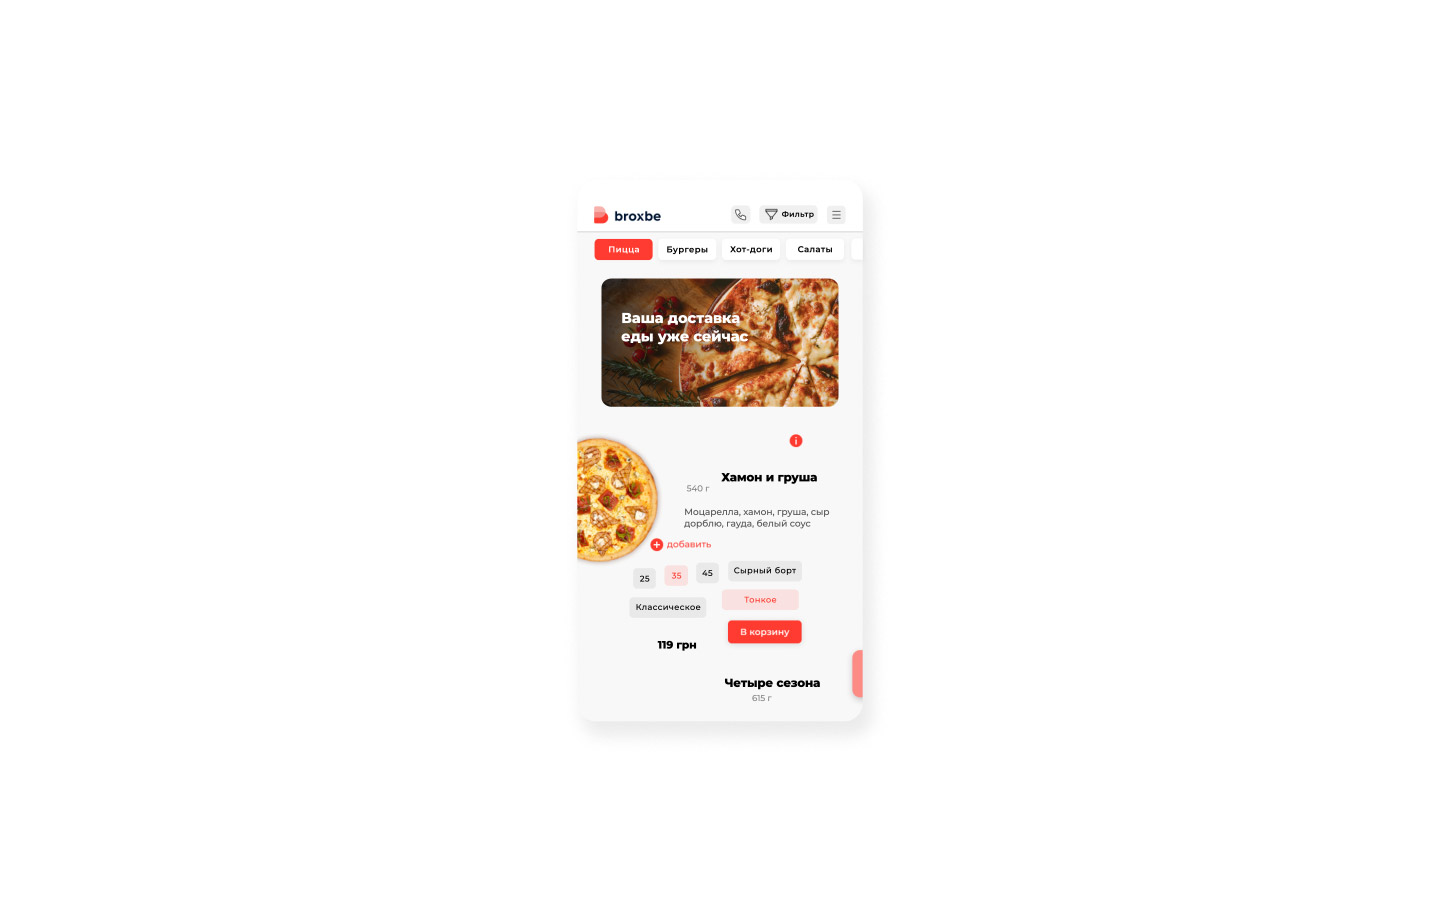 broxbe
Фильтр
Пицца
Бургеры
Хот-доги
Салаты
Ваша доставка
еды уже сейчас
Хамон и груша
540 г
Моцарелла, хамон, груша, сыр
дорблю, гауда, белый соус
добавить
25
35
45
Сырный борт
Классическое
Тонкое
В корзину
119 грн
Четыре сезона
615 г